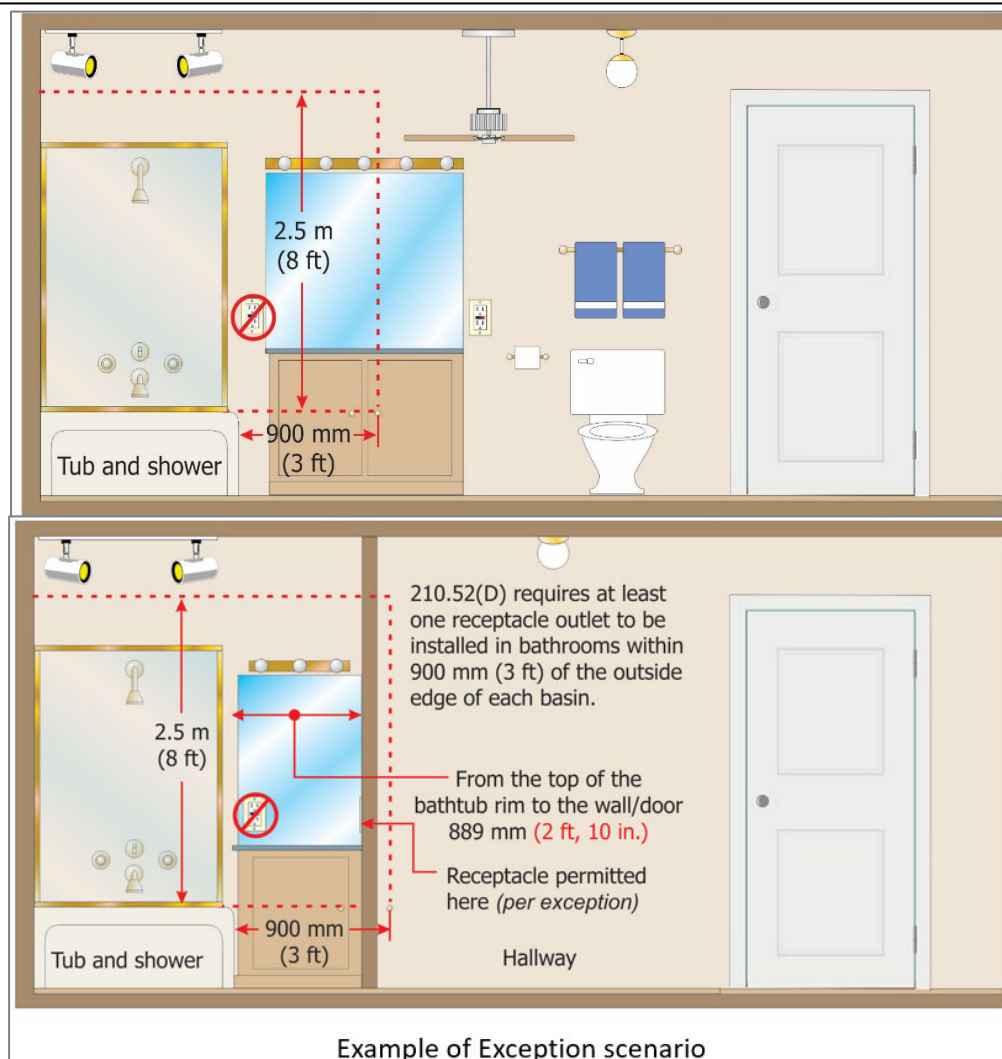 2.5 m
(8 ft)
900 mm
(3 ft)
Tub and shower
210.52(D) requires at least
one receptacle outlet to be
installed in bathrooms within
900 mm (3 ft) of the outside
edge of each basin.
2.5 m
(8 ft)
From the top of the
bathtub rim to the wall/door
889 mm (2 ft, 10 in.)
Receptacle permitted
here (per exception)
900 mm
(3 ft)
Tub and shower
Hallway
Example of Exception scenario